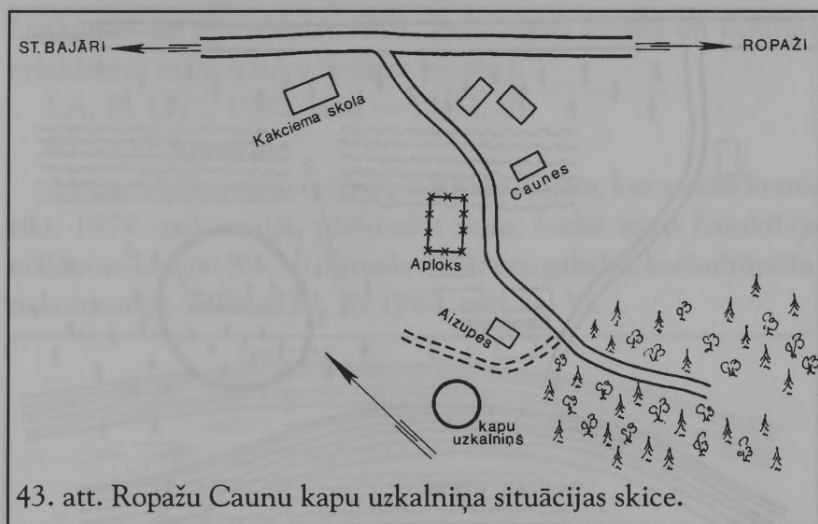 ST. BAJĀRI
ROPAŽI
Kakciema skola
Caunes
Aploks
Aizupes
kapu
uzkalniņš
43. att. Ropažu Caunu kapu uzkalniņa situācijas skice.